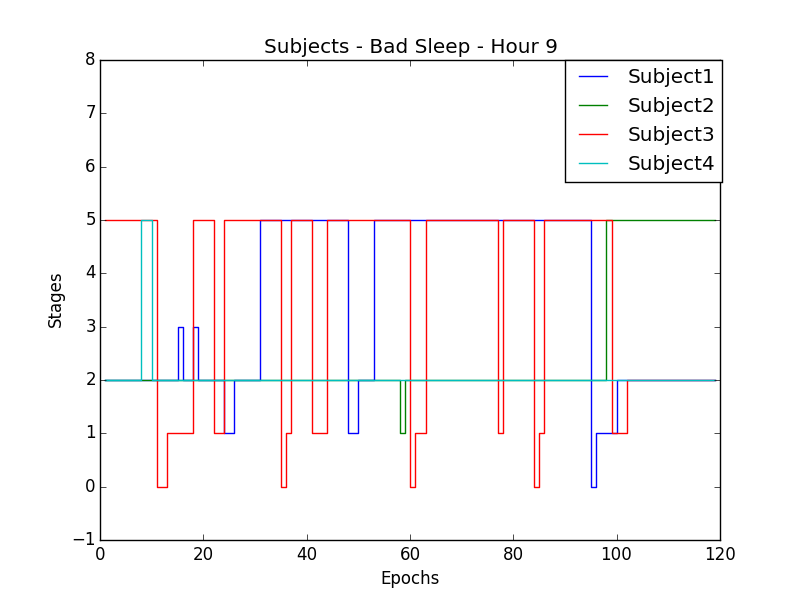 Subjects - Bad Sleep - Hour 9
8
7
6
5
4
3
2
1
0
−1
Stages
Subject1
Subject2
Subject3
Subject4
0 20 40 60 80 100 120
Epochs